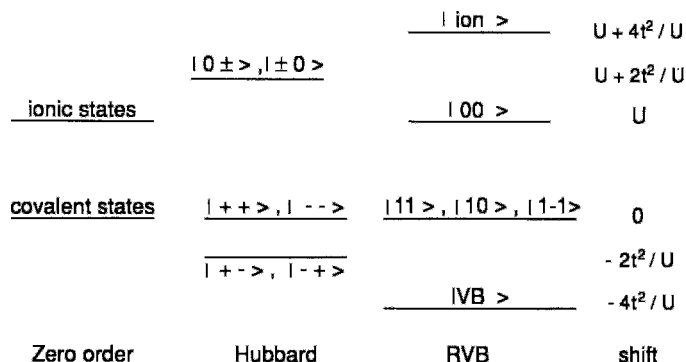 | ion >
U + 4t² / U
| 0 ± > , | ± 0 >
U + 2t² / U
ionic states
| 00 >
U
covalent states
| + + > , | - - >
| 11 > , | 10 > , | 1-1>
0
| + - > , | - + >
- 2t² / U
IVB >
- 4t² / U
Zero order
Hubbard
RVB
shift